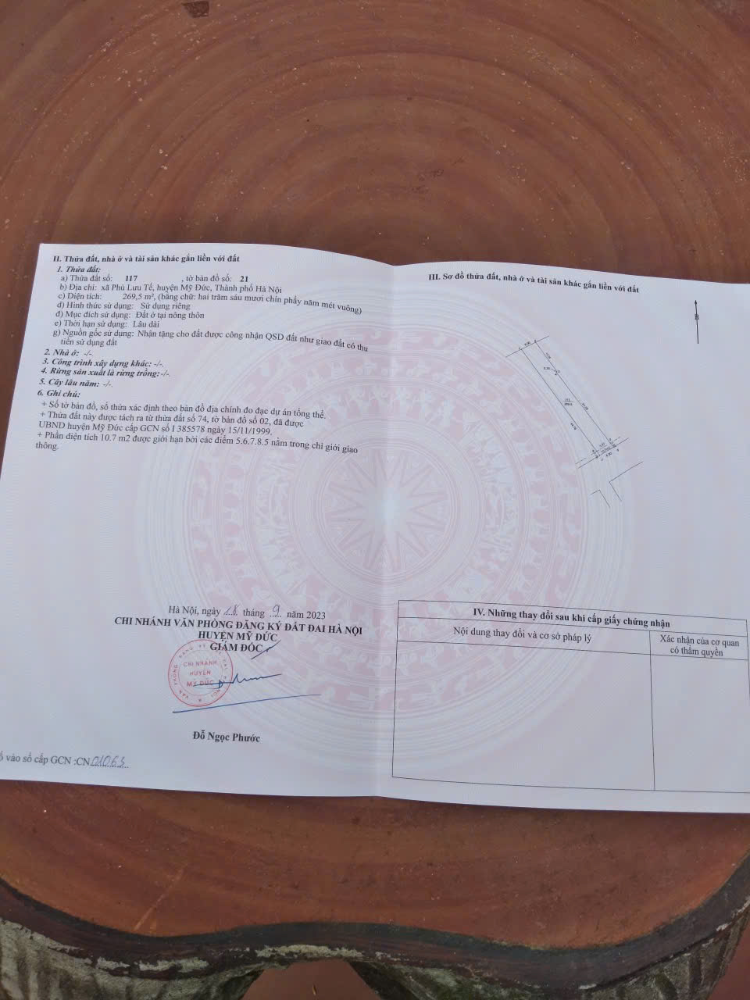 II. Thửa đất, nhà ở và tài sản khác gắn liền với đất
1. Thửa đất:
a) Thửa đất số: 117 , tờ bản đồ số: 21
b) Địa chỉ: xã Phù Lưu Tế, huyện Mỹ Đức, Thành phố Hà Nội
c) Diện tích: 269,5 m², (bằng chữ: hai trăm sáu mươi chín phẩy năm mét vuông)
d) Hình thức sử dụng: Sử dụng riêng
đ) Mục đích sử dụng: Đất ở tại nông thôn
e) Thời hạn sử dụng: Lâu dài
g) Nguồn gốc sử dụng: Nhận tặng cho đất được công nhận QSD đất như giao đất có thu
tiền sử dụng đất
2. Nhà ở: -/-.
3. Công trình xây dựng khác: -/-.
4. Rừng sản xuất là rừng trồng: -/-.
5. Cây lâu năm: -/-.
6. Ghi chú:
+ Số tờ bản đồ, số thửa xác định theo bản đồ địa chính đo đạc dự án tổng thể.
+ Thửa đất này được tách ra từ thửa đất số 74, tờ bản đồ số 02, đã được
UBND huyện Mỹ Đức cấp GCN số I 385578 ngày 15/11/1999.
+ Phần diện tích 10.7 m2 được giới hạn bởi các điểm 5.6.7.8.5 nằm trong chỉ giới giao
thông.
Hà Nội, ngày 18 tháng 9 năm 2023
CHI NHÁNH VĂN PHÒNG ĐĂNG KÝ ĐẤT ĐAI HÀ NỘI
HUYỆN MỸ ĐỨC
GIÁM ĐỐC
CHI NHÁNH
HUYỆN
MỸ ĐỨC
Đỗ Ngọc Phước
ố vào sổ cấp GCN :CN 01063
III. Sơ đồ thửa đất, nhà ở và tài sản khác gắn liền với đất
B
IV. Những thay đổi sau khi cấp giấy chứng nhận
Nội dung thay đổi và cơ sở pháp lý
Xác nhận của cơ quan
có thẩm quyền